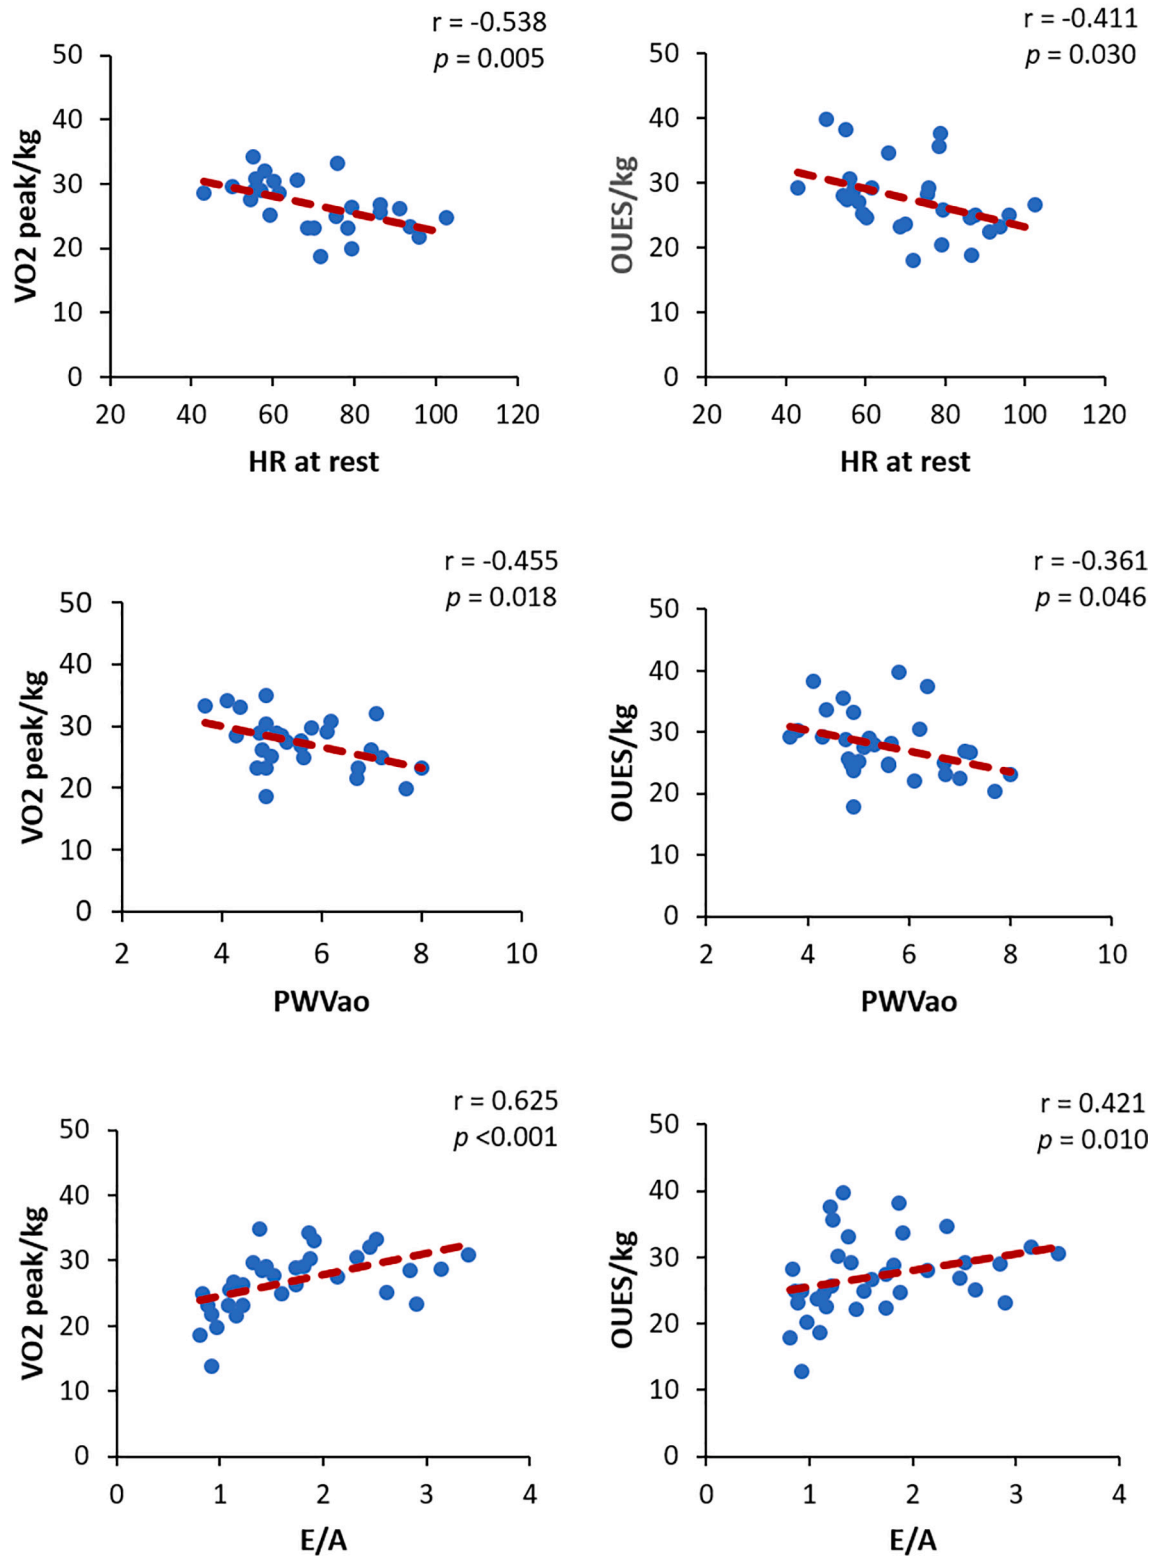 r = -0.538
p = 0.005
50
40
30
20
10
0
VO2 peak/kg
20 40 60 80 100 120
HR at rest
r = -0.411
p = 0.030
50
40
30
20
10
0
OUES/kg
20 40 60 80 100 120
HR at rest
r = -0.455
p = 0.018
50
40
30
20
10
0
VO2 peak/kg
2 4 6 8 10
PWVao
r = -0.361
p = 0.046
50
40
30
20
10
0
OUES/kg
2 4 6 8 10
PWVao
r = 0.625
p <0.001
50
40
30
20
10
0
VO2 peak/kg
0 1 2 3 4
E/A
r = 0.421
p = 0.010
50
40
30
20
10
0
OUES/kg
0 1 2 3 4
E/A